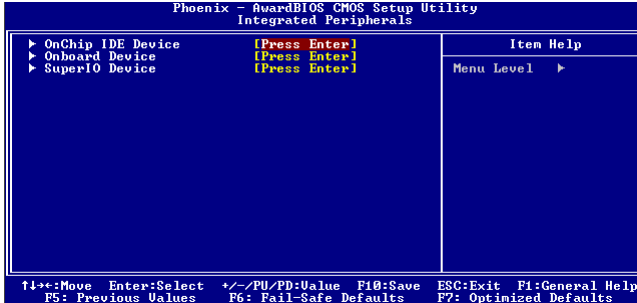 Phoenix - AwardBIOS CMOS Setup Utility
Integrated Peripherals
► OnChip IDE Device [Press Enter]
► Onboard Device [Press Enter]
► SuperIO Device [Press Enter]
Item Help
Menu Level ►
↑↓→←:Move Enter:Select +/-/PU/PD:Value F10:Save ESC:Exit F1:General Help
F5: Previous Values F6: Fail-Safe Defaults F7: Optimized Defaults